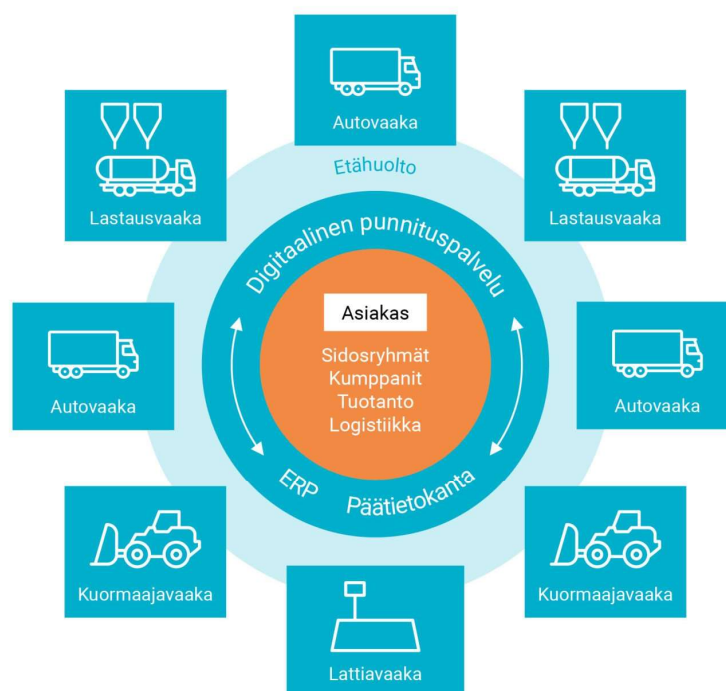 Autovaaka
Etähuolto
Lastausvaaka
Lastausvaaka
Digitaalinen punnituspalvelu
Asiakas
Sidosryhmät
Kumppanit
Tuotanto
Logistiikka
Autovaaka
Autovaaka
ERP Päätietokanta
Kuormaajavaaka
Kuormaajavaaka
Lattiavaaka